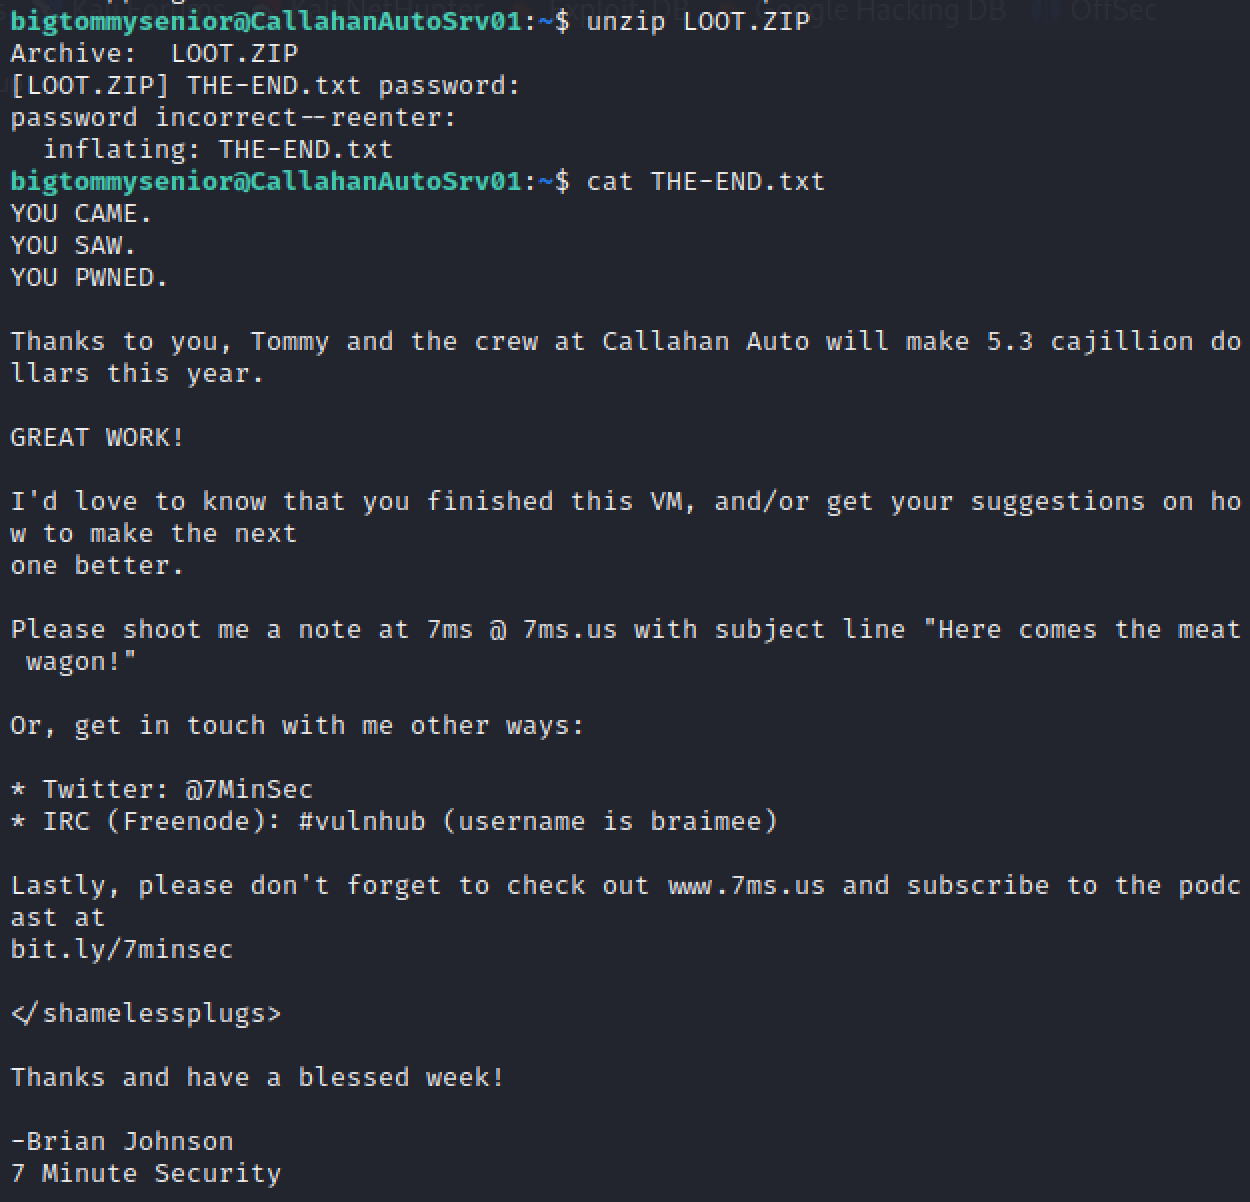 bigtommysenior@CallahanAutoSrv01:~$ unzip LOOT.ZIP
Archive:  LOOT.ZIP
[LOOT.ZIP] THE-END.txt password:
password incorrect--reenter:
  inflating: THE-END.txt
bigtommysenior@CallahanAutoSrv01:~$ cat THE-END.txt
YOU CAME.
YOU SAW.
YOU PWNED.

Thanks to you, Tommy and the crew at Callahan Auto will make 5.3 cajillion do
llars this year.

GREAT WORK!

I'd love to know that you finished this VM, and/or get your suggestions on ho
w to make the next
one better.

Please shoot me a note at 7ms @ 7ms.us with subject line "Here comes the meat
 wagon!"

Or, get in touch with me other ways:

* Twitter: @7MinSec
* IRC (Freenode): #vulnhub (username is braimee)

Lastly, please don't forget to check out www.7ms.us and subscribe to the podc
ast at
bit.ly/7minsec

</shamelessplugs>

Thanks and have a blessed week!

-Brian Johnson
7 Minute Security